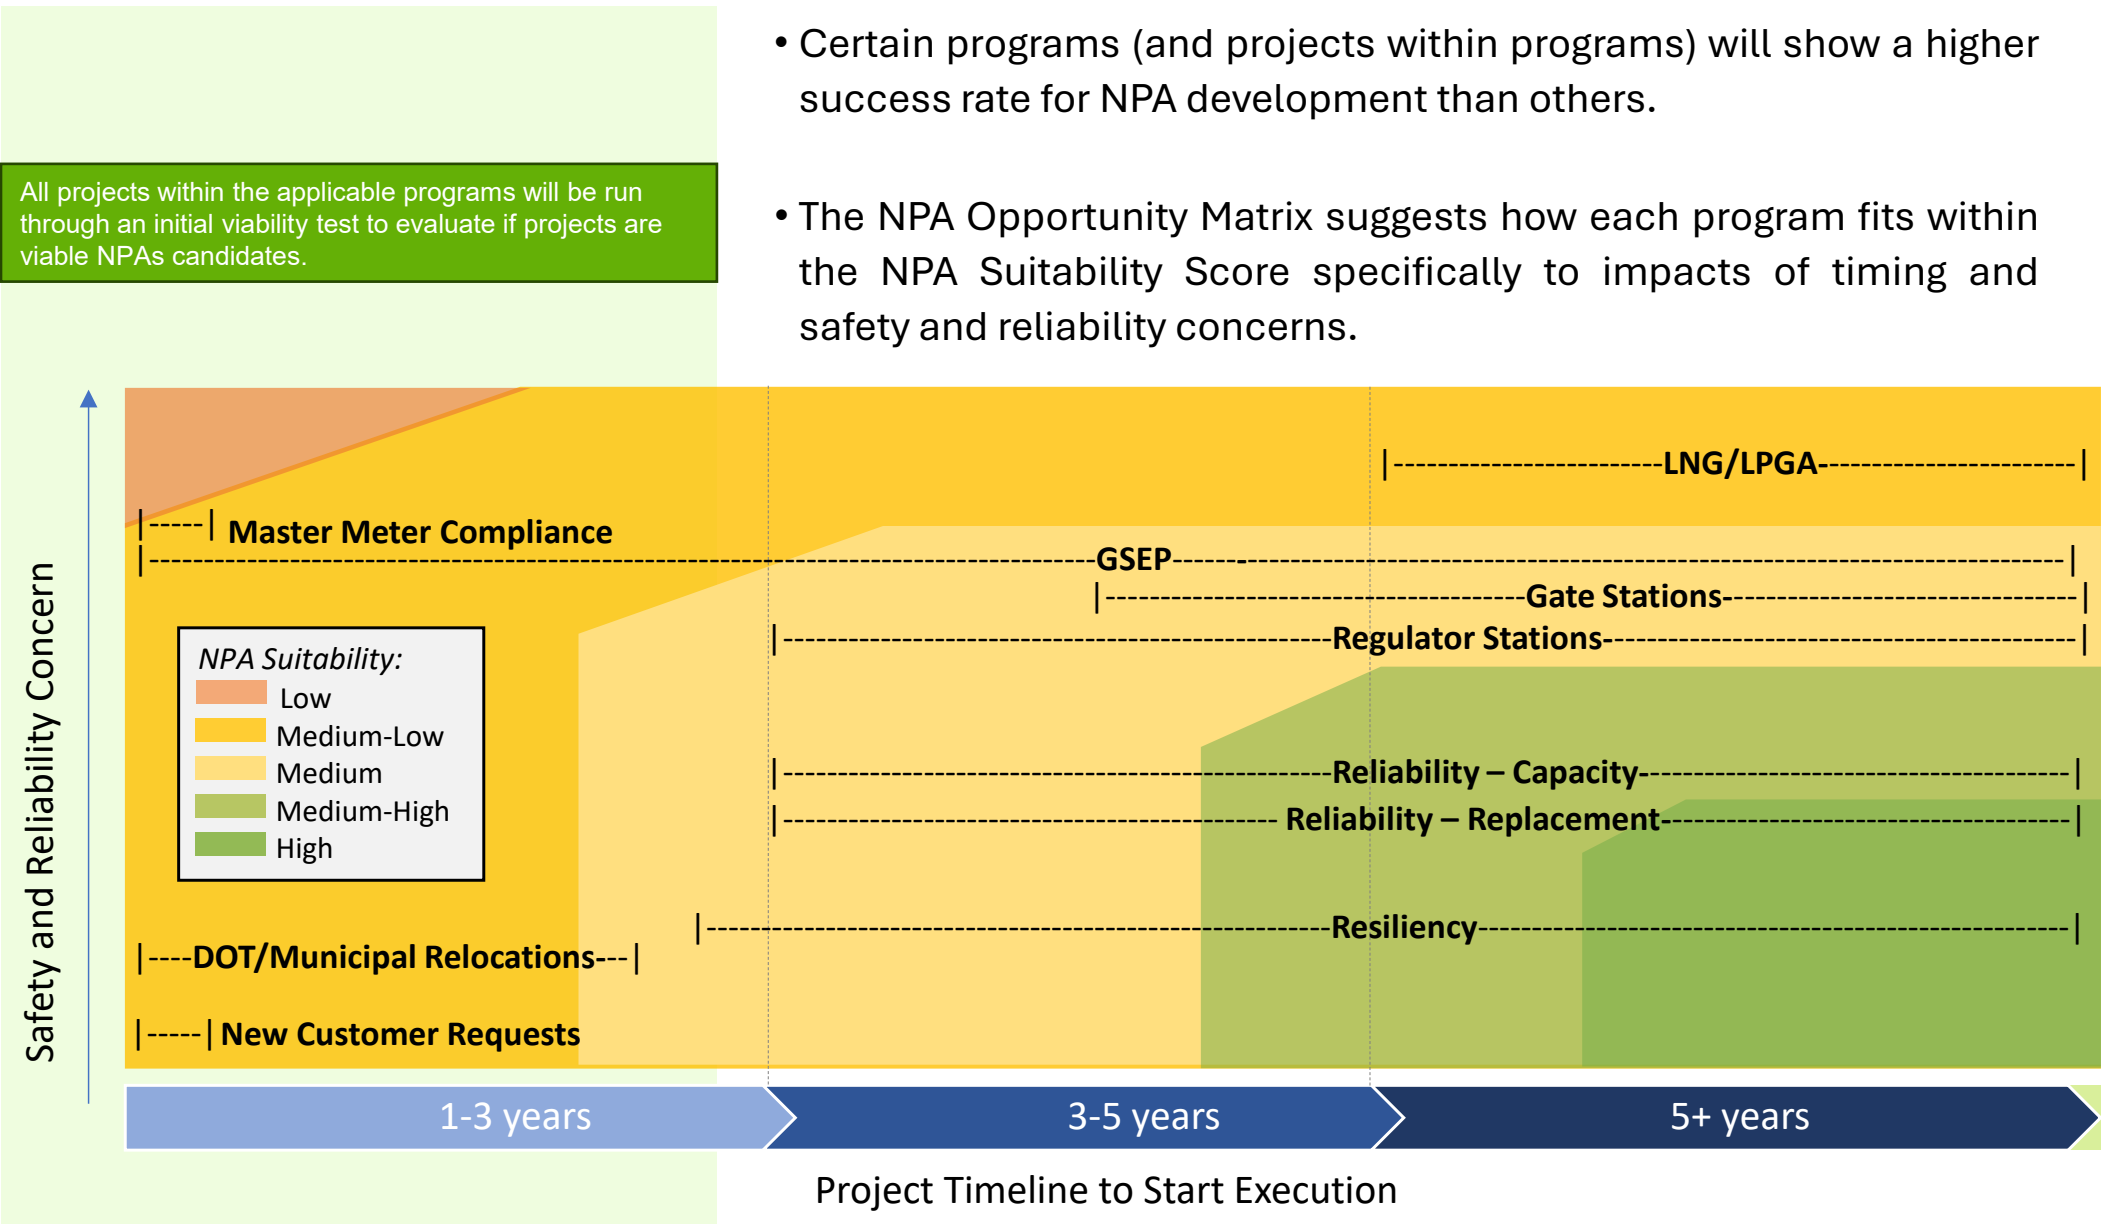 • Certain programs (and projects within programs) will show a higher
success rate for NPA development than others.
All projects within the applicable programs will be run
through an initial viability test to evaluate if projects are
viable NPAs candidates.
• The NPA Opportunity Matrix suggests how each program fits within
the NPA Suitability Score specifically to impacts of timing and
safety and reliability concerns.
Safety and Reliability Concern
LNG/LPGA
Master Meter Compliance
GSEP
Gate Stations
Regulator Stations
NPA Suitability:
Low
Medium-Low
Medium
Medium-High
High
Reliability – Capacity
Reliability – Replacement
Resiliency
DOT/Municipal Relocations
New Customer Requests
1-3 years
3-5 years
5+ years
Project Timeline to Start Execution